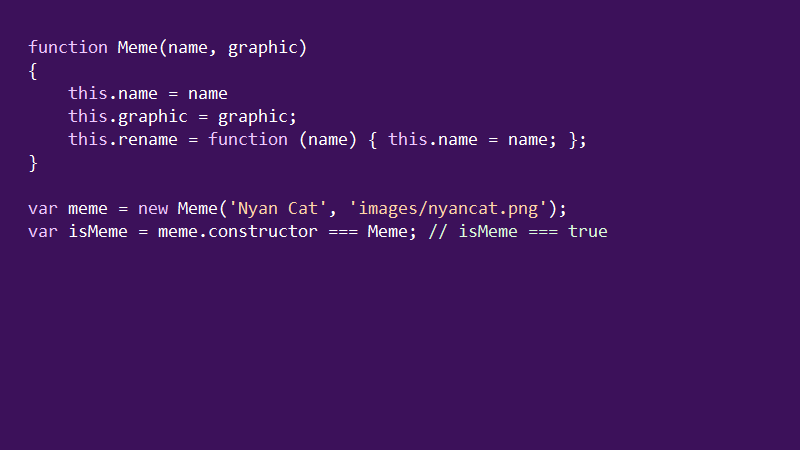 function Meme(name, graphic)
{
    this.name = name
    this.graphic = graphic;
    this.rename = function (name) { this.name = name; };
}

var meme = new Meme('Nyan Cat', 'images/nyancat.png');
var isMeme = meme.constructor === Meme; // isMeme === true